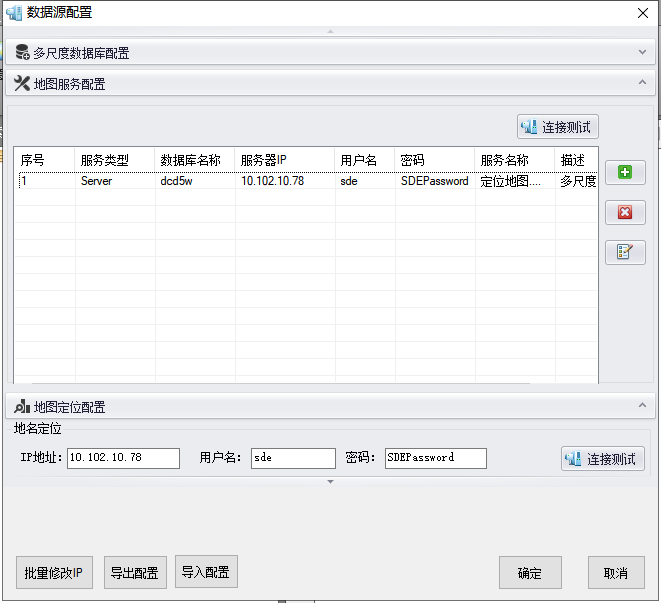 数据源配置
多尺度数据库配置
地图服务配置
连接测试
序号 服务类型 数据库名称 服务器IP 用户名 密码 服务名称 描述
1 Server dcd5w 10.102.10.78 sde SDEPassword 定位地图.... 多尺度
地图定位配置
地名定位
IP地址: 10.102.10.78 用户名: sde 密码: SDEPassword 连接测试
批量修改IP 导出配置 导入配置 确定 取消